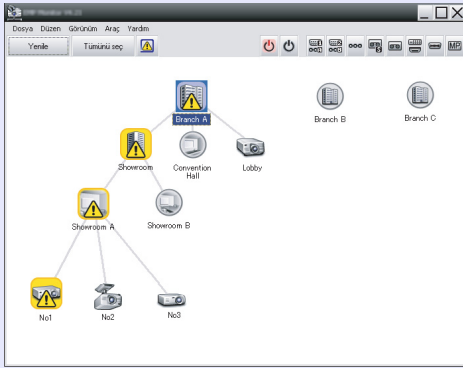 Dosya Düzen Görünüm Araç Yardım
Yenile Tümünü seç
MP
Branch A
Branch B
Branch C
Showroom
Convention
Hall
Lobby
Showroom A
Showroom B
No1
No2
No3